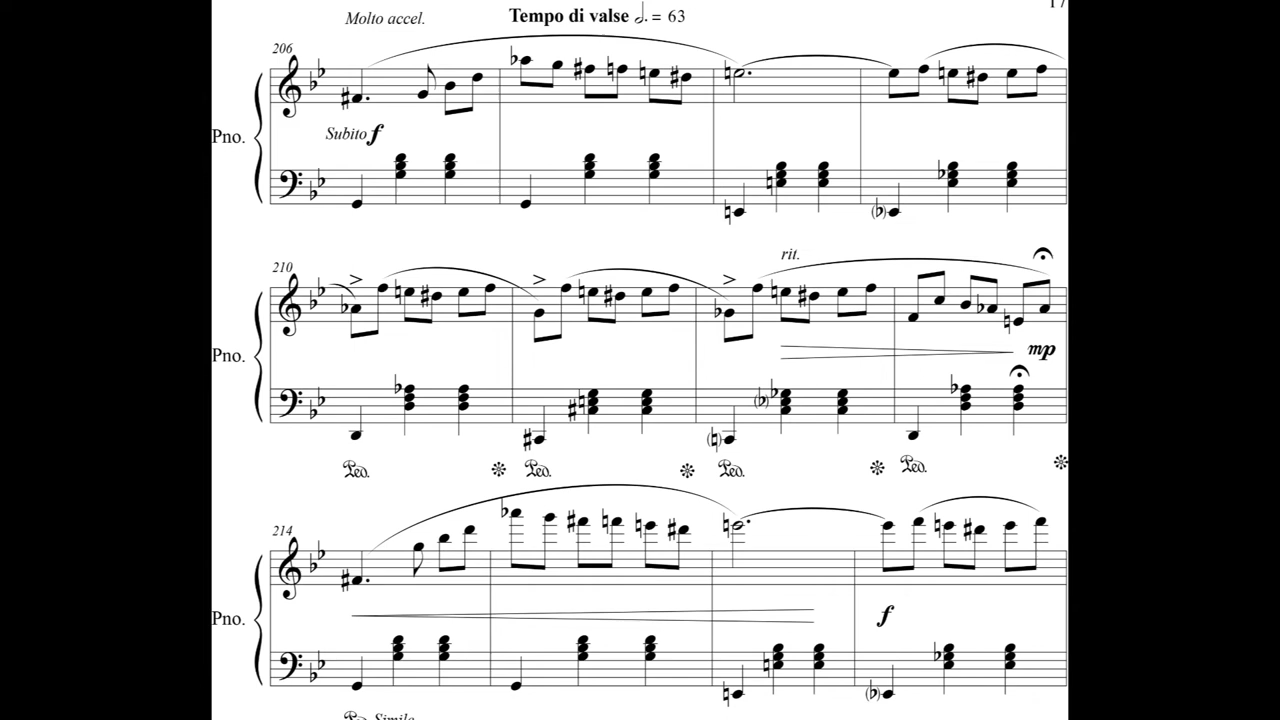 17
Molto accel. Tempo di valse 𝅗𝅥. = 63
206
Pno.
Subito f
210
rit.
Pno.
mp
Ped. * Ped. * Ped. * Ped. *
214
Pno.
f
Ped. Simile